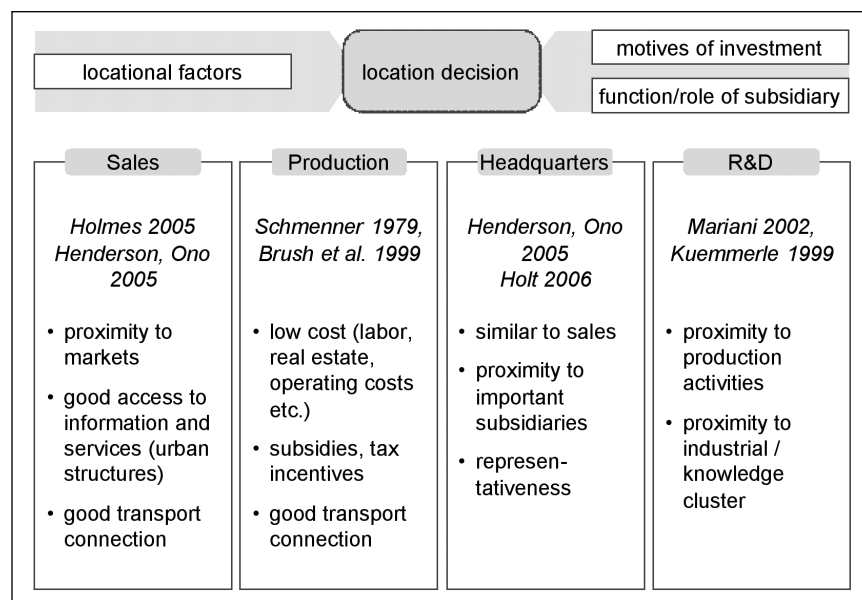 locational factors
location decision
motives of investment
function/role of subsidiary
Sales
Holmes 2005
Henderson, Ono
2005
• proximity to
markets
• good access to
information and
services (urban
structures)
• good transport
connection
Production
Schmenner 1979,
Brush et al. 1999
• low cost (labor,
real estate,
operating costs
etc.)
• subsidies, tax
incentives
• good transport
connection
Headquarters
Henderson, Ono
2005
Holt 2006
• similar to sales
• proximity to
important
subsidiaries
• represen-
tativeness
R&D
Mariani 2002,
Kuemmerle 1999
• proximity to
production
activities
• proximity to
industrial /
knowledge
cluster